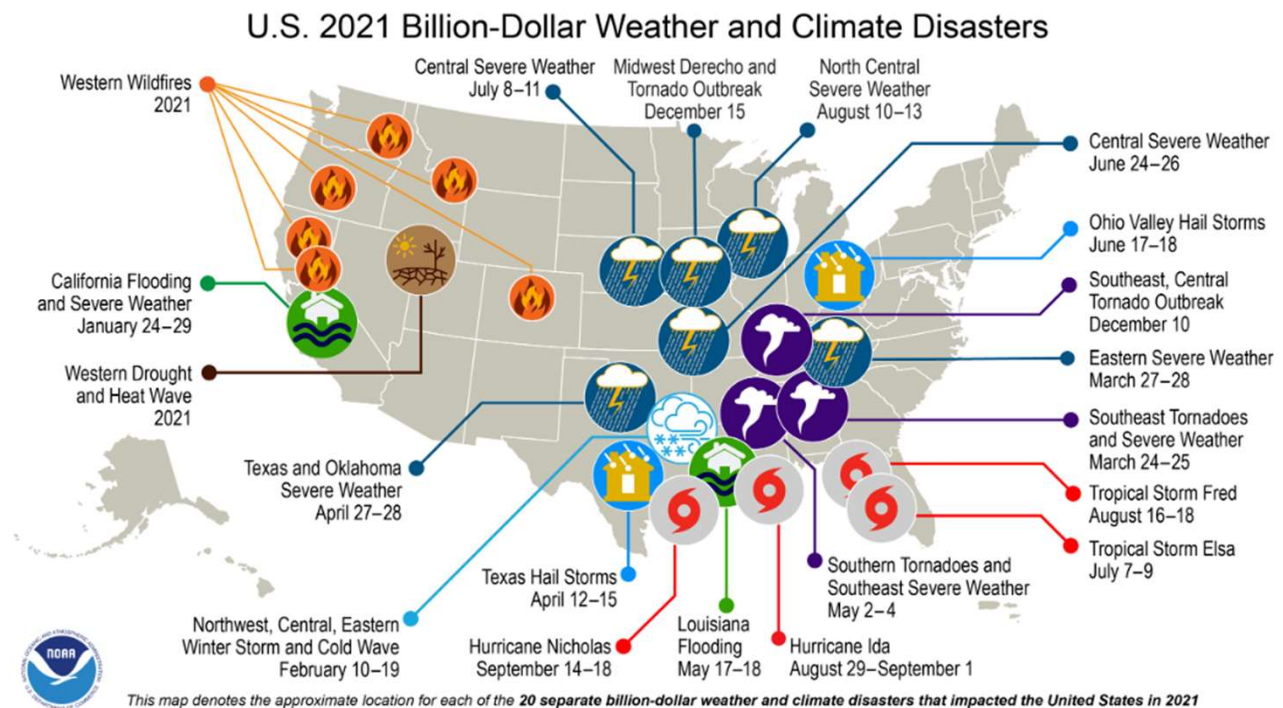 U.S. 2021 Billion-Dollar Weather and Climate Disasters
Western Wildfires
2021
Central Severe Weather
July 8–11
Midwest Derecho and
Tornado Outbreak
December 15
North Central
Severe Weather
August 10–13
Central Severe Weather
June 24–26
Ohio Valley Hail Storms
June 17–18
Southeast, Central
Tornado Outbreak
December 10
Eastern Severe Weather
March 27–28
Southeast Tornadoes
and Severe Weather
March 24–25
Tropical Storm Fred
August 16–18
Tropical Storm Elsa
July 7–9
California Flooding
and Severe Weather
January 24–29
Western Drought
and Heat Wave
2021
Texas and Oklahoma
Severe Weather
April 27–28
Texas Hail Storms
April 12–15
Southern Tornadoes and
Southeast Severe Weather
May 2–4
Northwest, Central, Eastern
Winter Storm and Cold Wave
February 10–19
Hurricane Nicholas
September 14–18
Louisiana
Flooding
May 17–18
Hurricane Ida
August 29–September 1
NOAA
This map denotes the approximate location for each of the 20 separate billion-dollar weather and climate disasters that impacted the United States in 2021